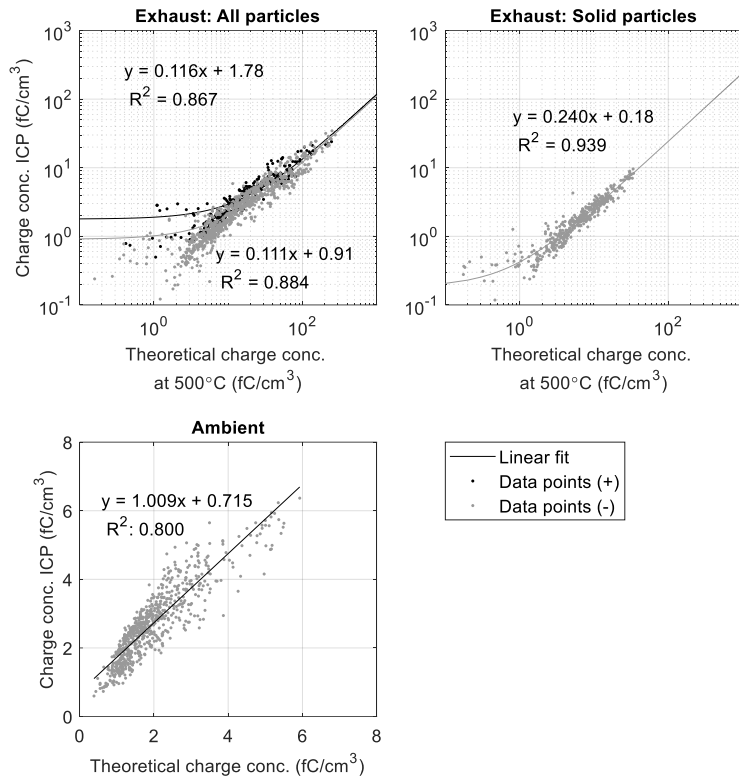 Exhaust: All particles
10^3
10^2
10^1
10^0
10^-1
y = 0.116x + 1.78
R^2 = 0.867
y = 0.111x + 0.91
R^2 = 0.884
Charge conc. ICP (fC/cm^3)
10^0
10^2
Theoretical charge conc.
at 500°C (fC/cm^3)
Exhaust: Solid particles
10^3
10^2
10^1
10^0
10^-1
y = 0.240x + 0.18
R^2 = 0.939
10^0
10^2
Theoretical charge conc.
at 500°C (fC/cm^3)
Ambient
8
6
4
2
0
y = 1.009x + 0.715
R^2: 0.800
Charge conc. ICP (fC/cm^3)
0 2 4 6 8
Theoretical charge conc. (fC/cm^3)
Linear fit
Data points (+)
Data points (-)